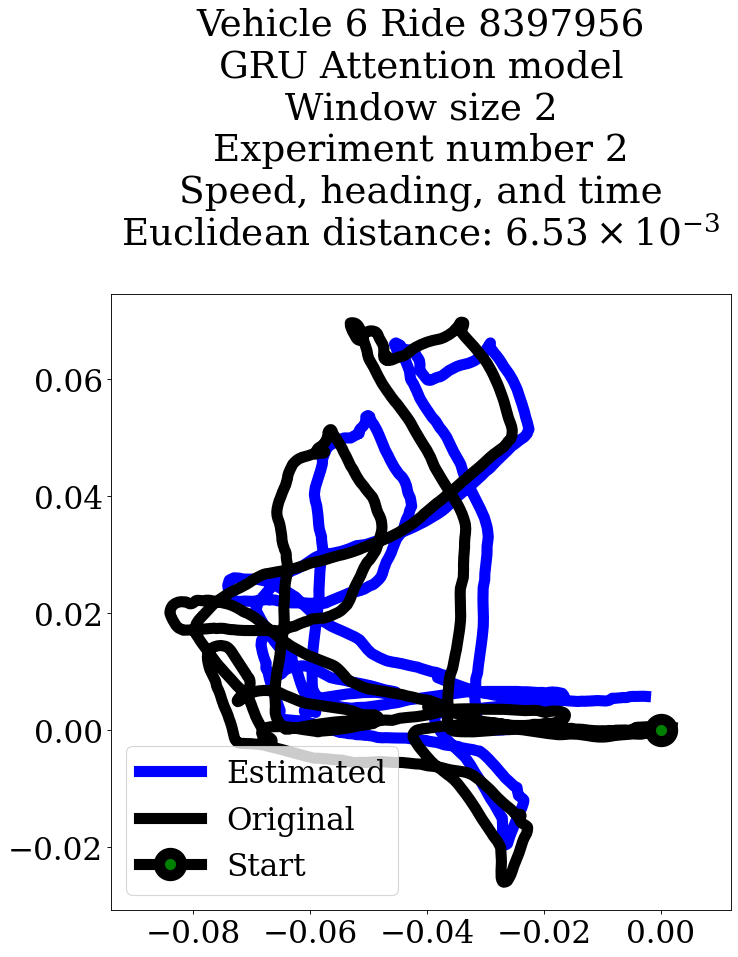 Vehicle 6 Ride 8397956
GRU Attention model
Window size 2
Experiment number 2
Speed, heading, and time
Euclidean distance: 6.53 × 10⁻³
0.06
0.04
0.02
0.00
−0.02
Estimated
Original
Start
−0.08 −0.06 −0.04 −0.02 0.00